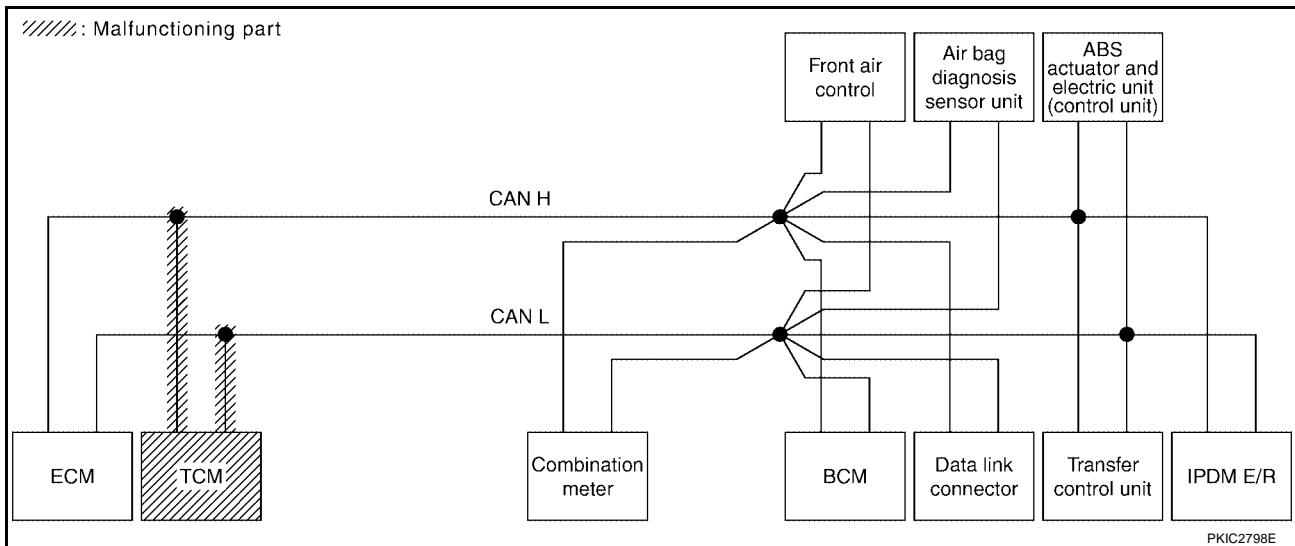 : Malfunctioning part
Front air
control
Air bag
diagnosis
sensor unit
ABS
actuator and
electric unit
(control unit)
CAN H
CAN L
ECM
TCM
Combination
meter
BCM
Data link
connector
Transfer
control unit
IPDM E/R
PKIC2798E